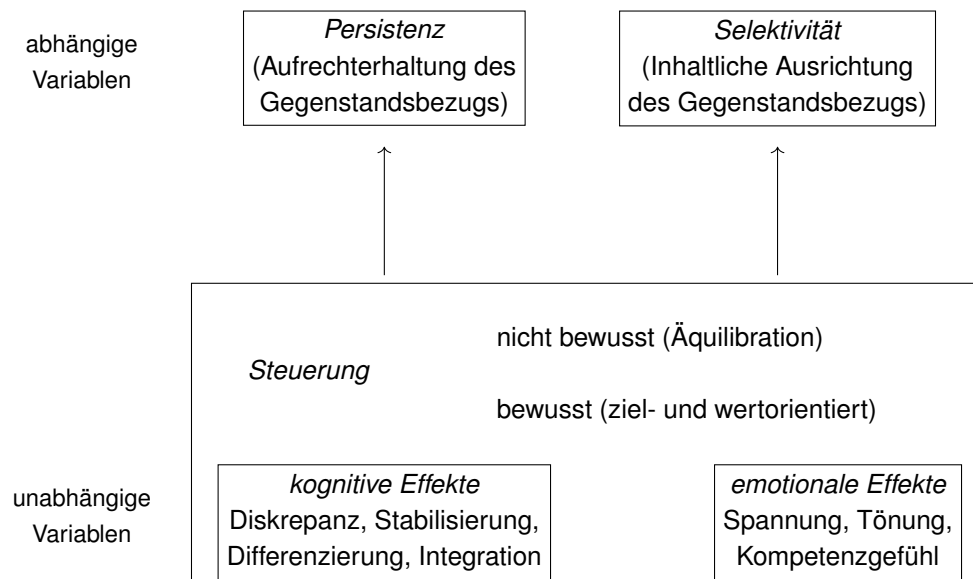 abhängige
Variablen
Persistenz
(Aufrechterhaltung des
Gegenstandsbezugs)
Selektivität
(Inhaltliche Ausrichtung
des Gegenstandsbezugs)
Steuerung
nicht bewusst (Äquilibration)
bewusst (ziel- und wertorientiert)
unabhängige
Variablen
kognitive Effekte
Diskrepanz, Stabilisierung,
Differenzierung, Integration
emotionale Effekte
Spannung, Tönung,
Kompetenzgefühl